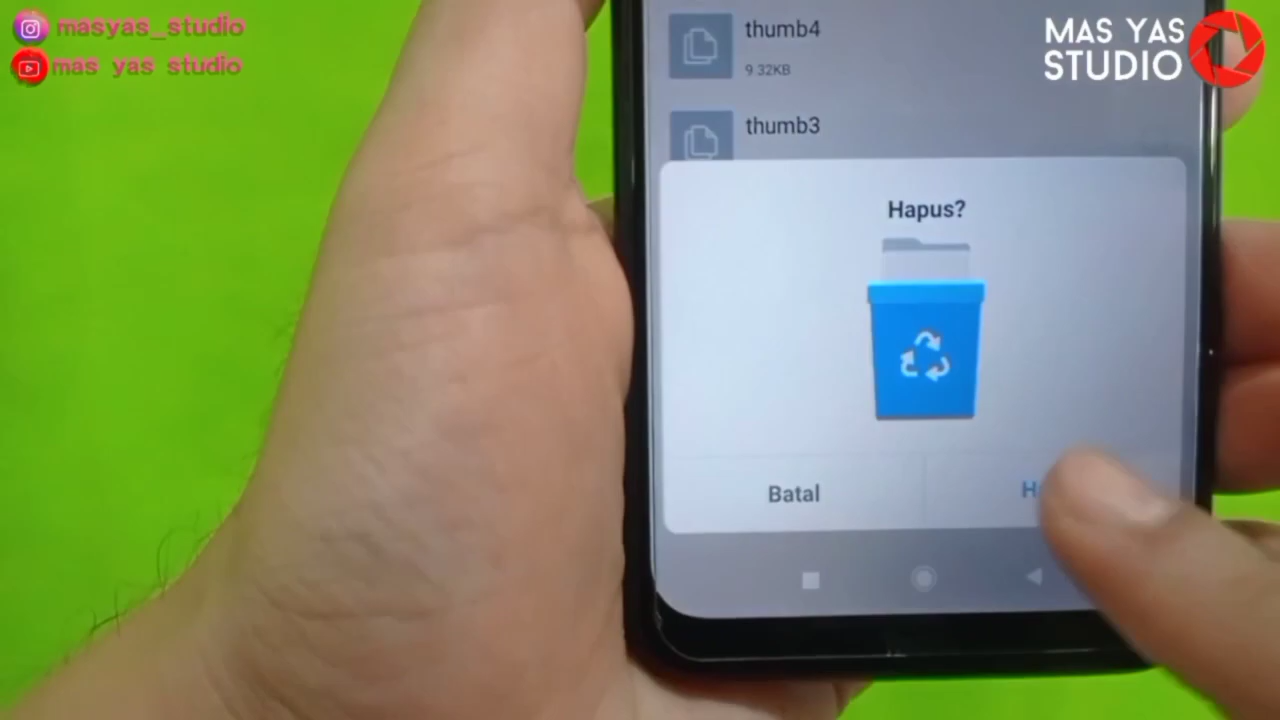 masyas_studio
mas yas studio
MAS YAS
STUDIO
thumb4
9.32KB
thumb3
Hapus?
Batal